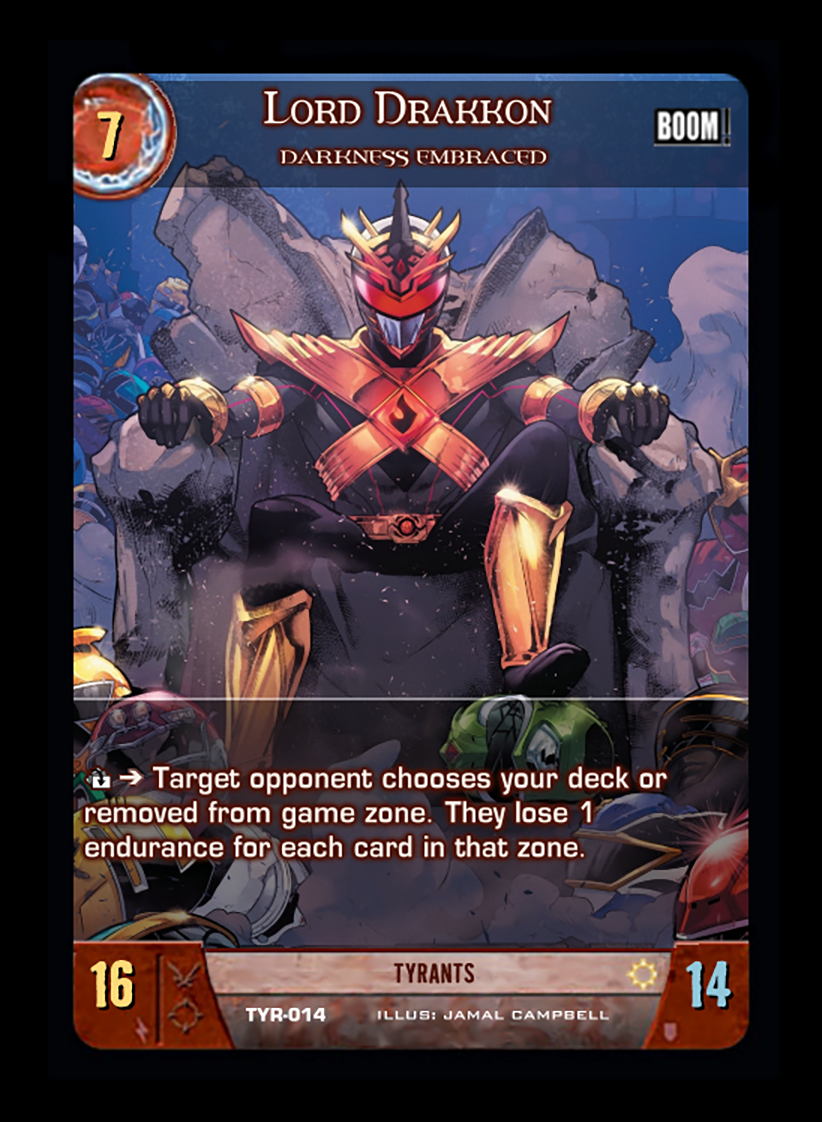 7
LORD DRAKKON
DARKNESS EMBRACED
BOOM!
→ Target opponent chooses your deck or
removed from game zone. They lose 1
endurance for each card in that zone.
16
TYRANTS
14
TYR-014
ILLUS: JAMAL CAMPBELL